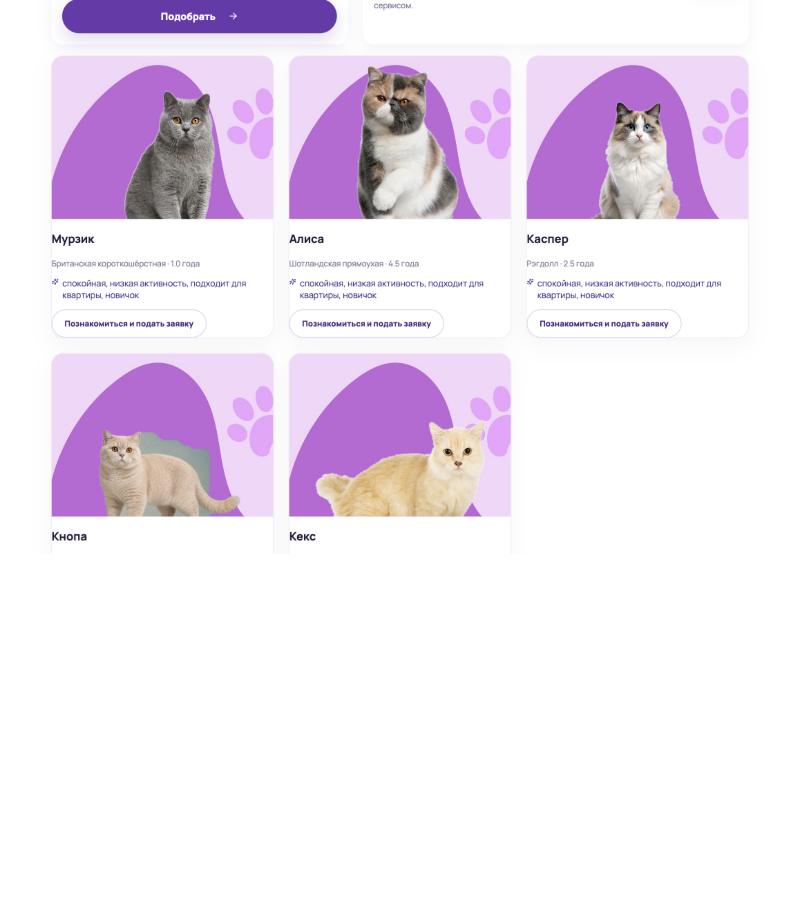 сервисом.
Подобрать
Мурзик
Британская короткошёрстная · 1.0 года
спокойная, низкая активность, подходит для
квартиры, новичок
Познакомиться и подать заявку
Алиса
Шотландская прямоухая · 4.5 года
спокойная, низкая активность, подходит для
квартиры, новичок
Познакомиться и подать заявку
Каспер
Рэгдолл · 2.5 года
спокойная, низкая активность, подходит для
квартиры, новичок
Познакомиться и подать заявку
Кнопа
Кекс